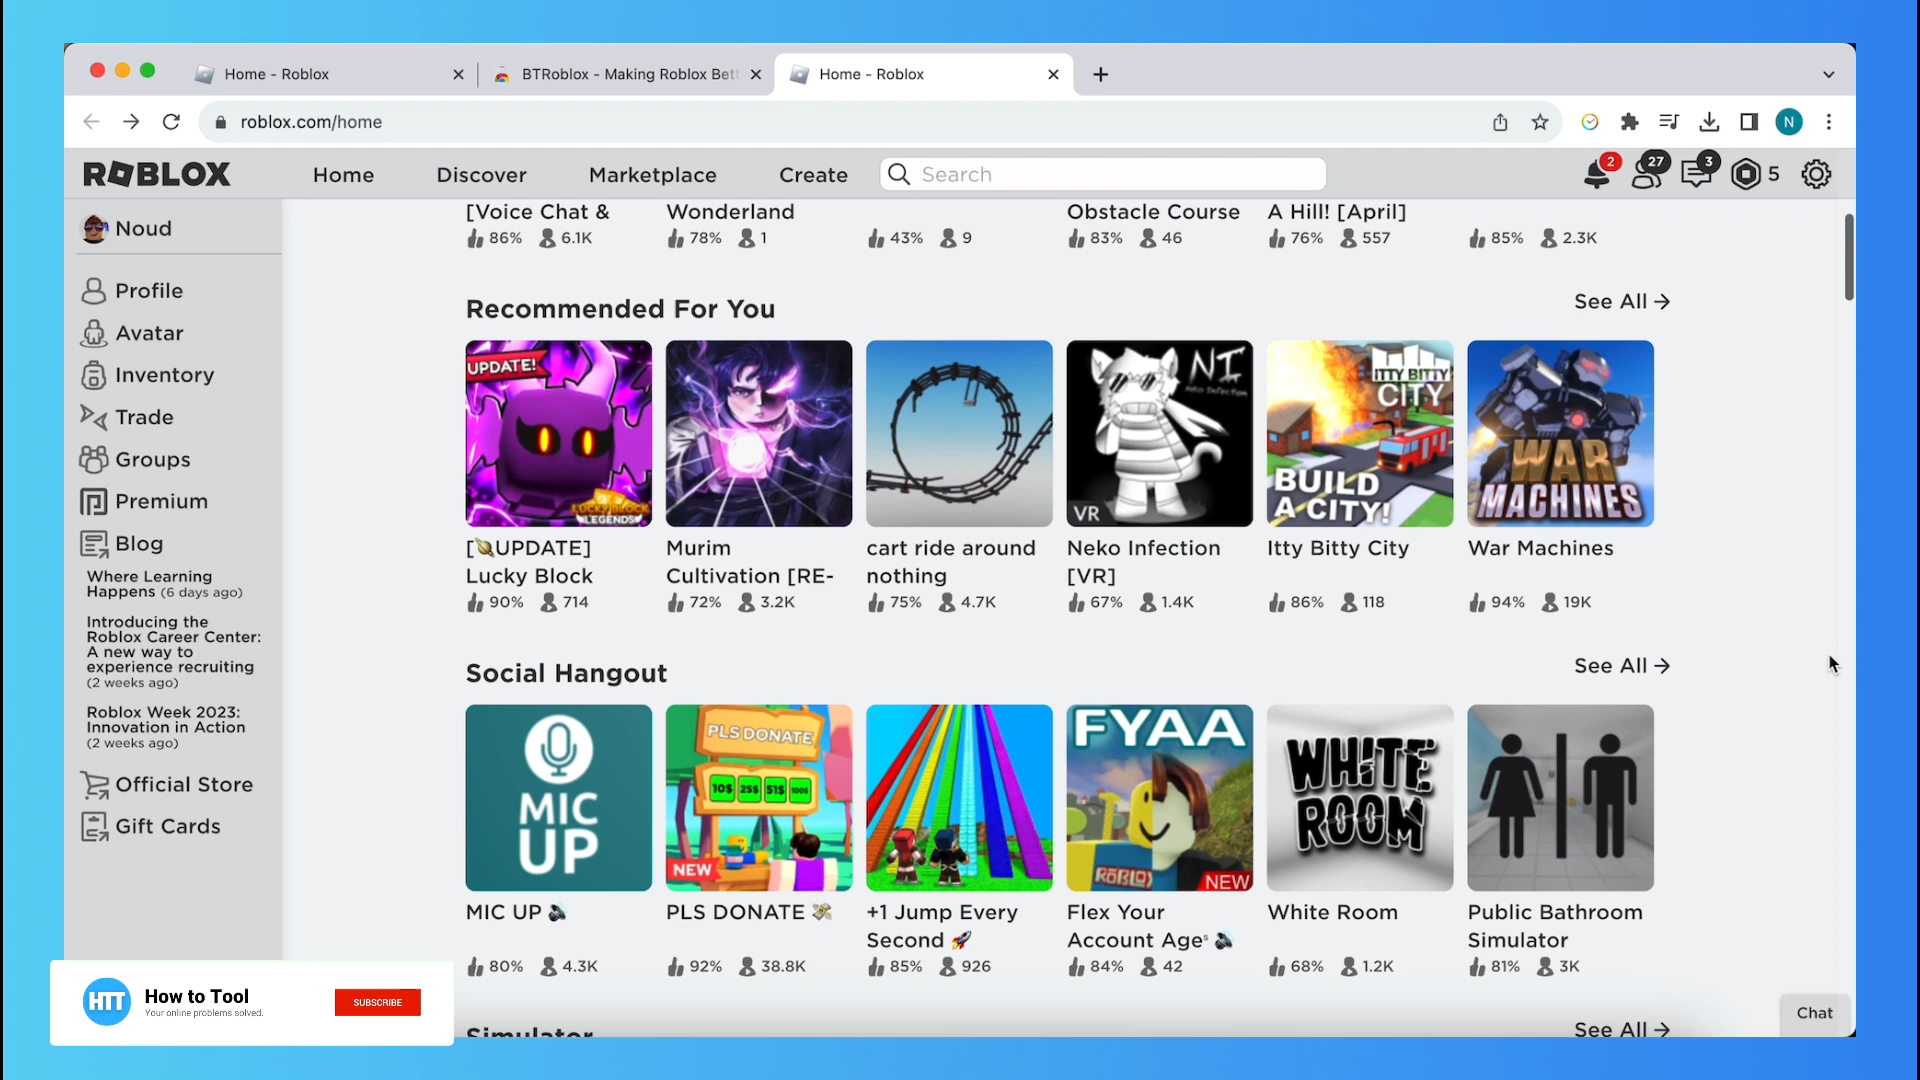 Home - Roblox
BTRoblox - Making Roblox Bett
Home - Roblox
roblox.com/home
N
ROBLOX
Home
Discover
Marketplace
Create
Search
2
27
3
5
Noud
Profile
Avatar
Inventory
Trade
Groups
Premium
Blog
Where Learning
Happens (6 days ago)
Introducing the
Roblox Career Center:
A new way to
experience recruiting
(2 weeks ago)
Roblox Week 2023:
Innovation in Action
(2 weeks ago)
Official Store
Gift Cards
[Voice Chat &
86% 6.1K
Wonderland
78% 1
43% 9
Obstacle Course
83% 46
A Hill! [April]
76% 557
85% 2.3K
Recommended For You
See All →
UPDATE!
LUCKY BLOCK
LEGENDS
NI
Neko Infection
VR
ITTY BITTY
CITY
BUILD
A CITY!
WAR
MACHINES
[🪐UPDATE]
Lucky Block
90% 714
Murim
Cultivation [RE-
72% 3.2K
cart ride around
nothing
75% 4.7K
Neko Infection
[VR]
67% 1.4K
Itty Bitty City
86% 118
War Machines
94% 19K
Social Hangout
See All →
MIC
UP
PLS DONATE
10$ 25$ 51$ 100$
NEW
FYAA
ROBLOX
NEW
WHITE
ROOM
MIC UP 🔊
80% 4.3K
PLS DONATE 💸
92% 38.8K
+1 Jump Every
Second 🚀
85% 926
Flex Your
Account Ageˢ 🔊
84% 42
White Room
68% 1.2K
Public Bathroom
Simulator
81% 3K
Simulator
See All →
Chat
HTT
How to Tool
Your online problems solved.
SUBSCRIBE